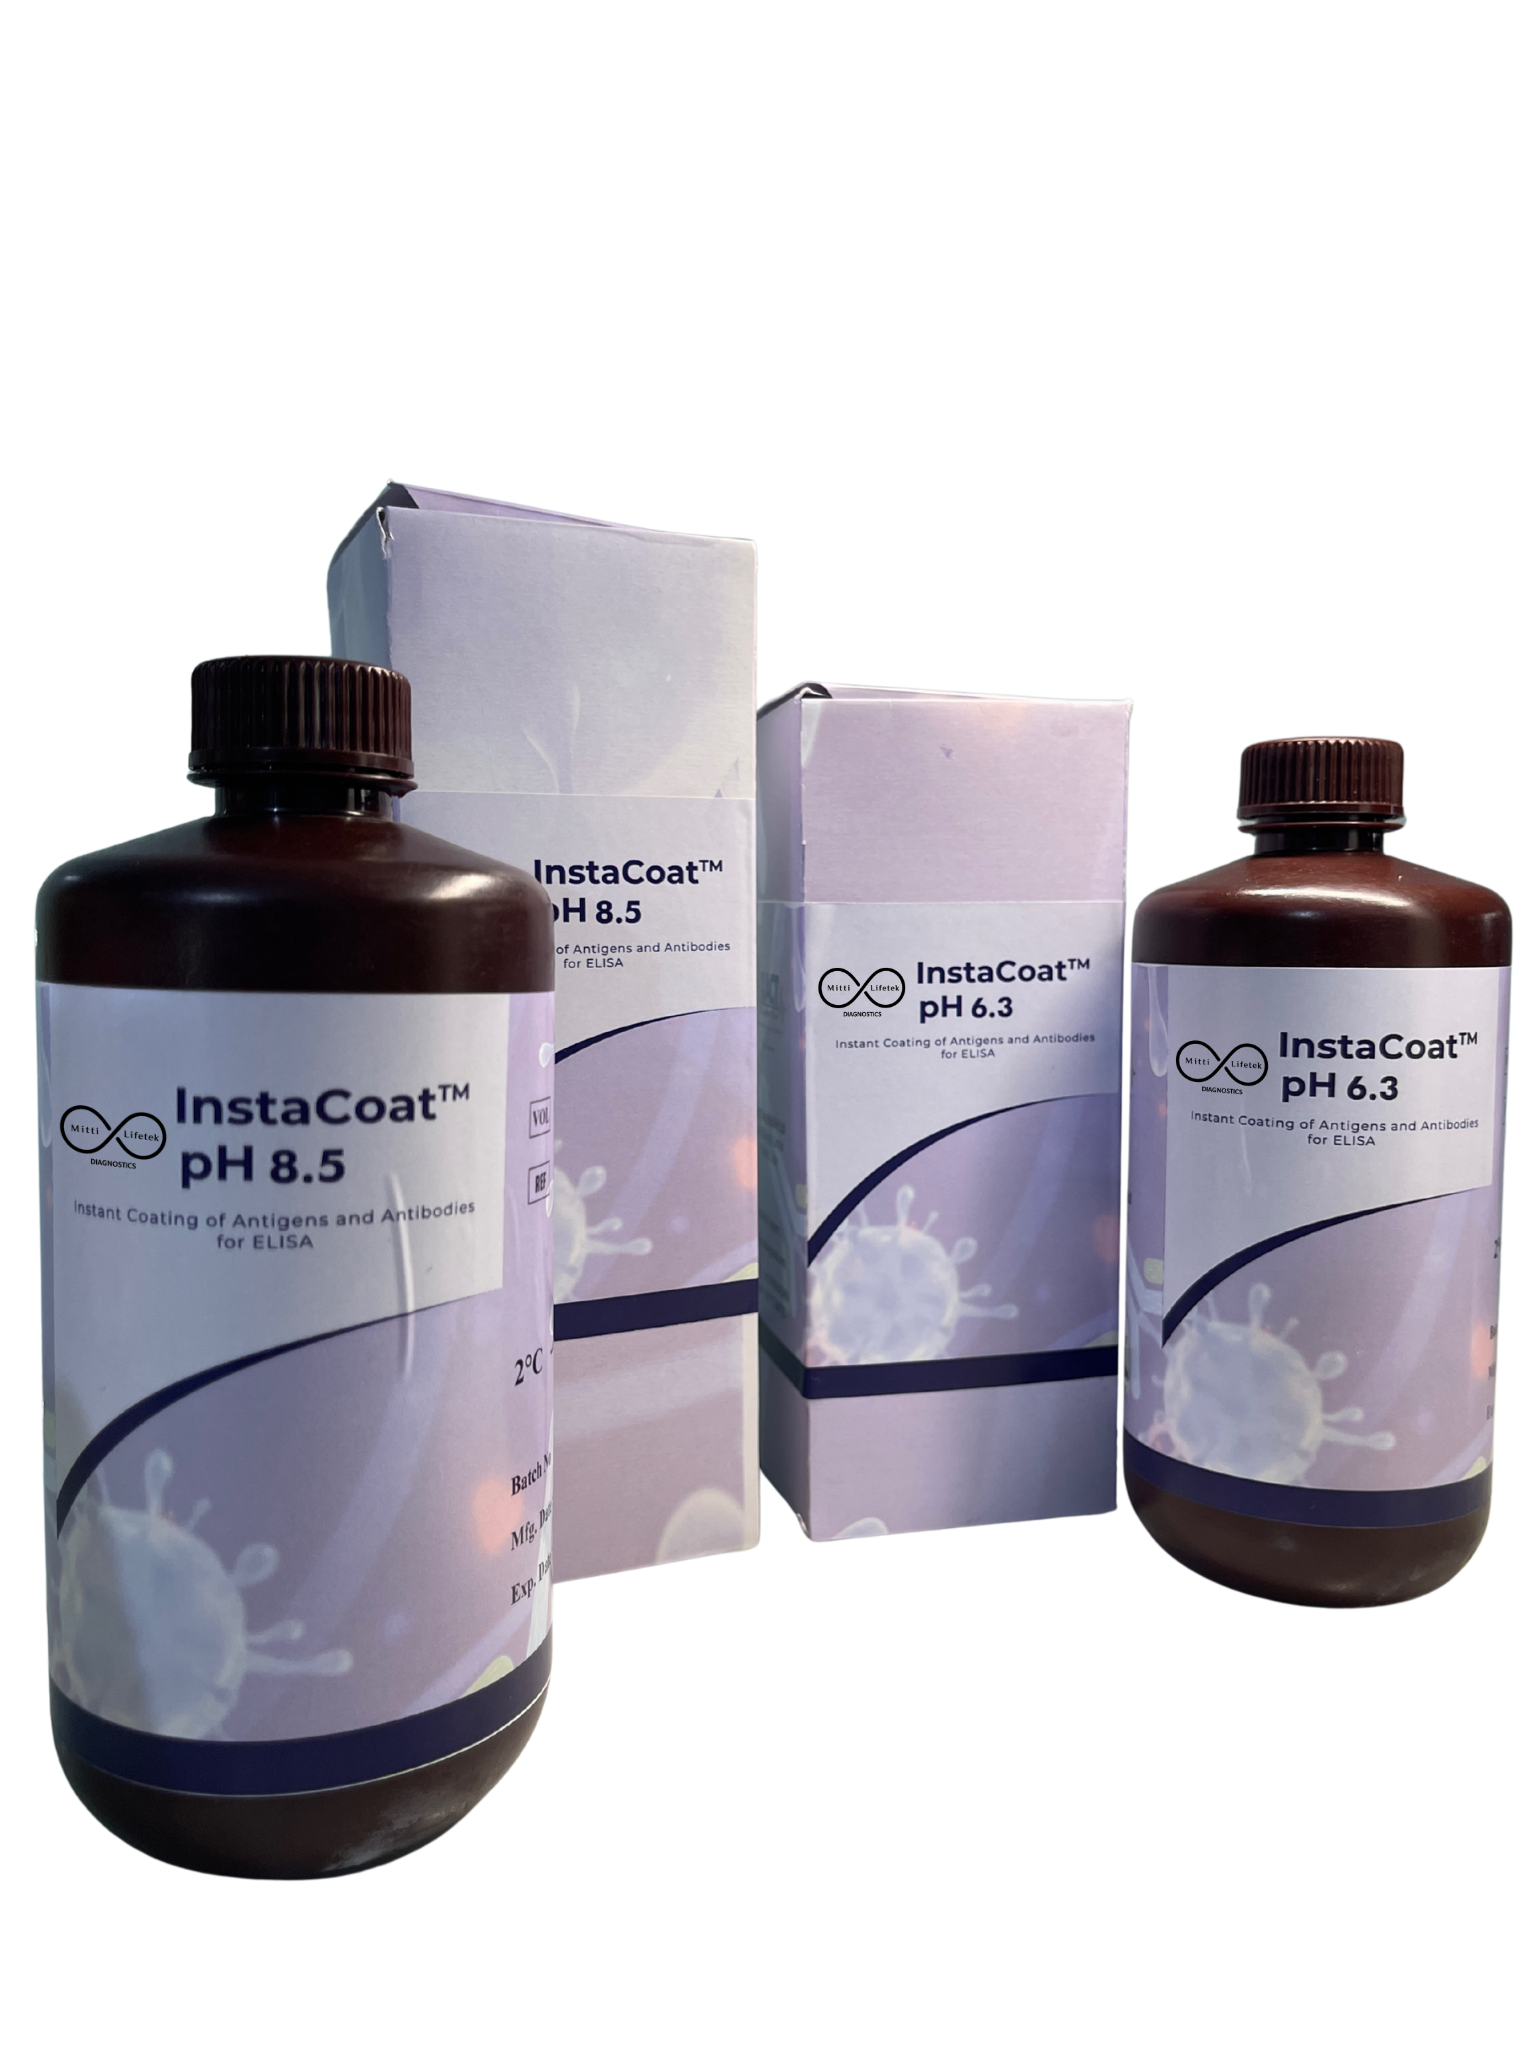 Mitti Lifetek
DIAGNOSTICS
InstaCoat™
pH 8.5
Instant Coating of Antigens and Antibodies
for ELISA
VOL
REF
2°C
Batch
Mfg.
Exp.
InstaCoat™
pH 8.5
of Antigens and Antibodies
for ELISA
Mitti Lifetek
DIAGNOSTICS
InstaCoat™
pH 6.3
Instant Coating of Antigens and Antibodies
for ELISA
Mitti Lifetek
DIAGNOSTICS
InstaCoat™
pH 6.3
Instant Coating of Antigens and Antibodies
for ELISA